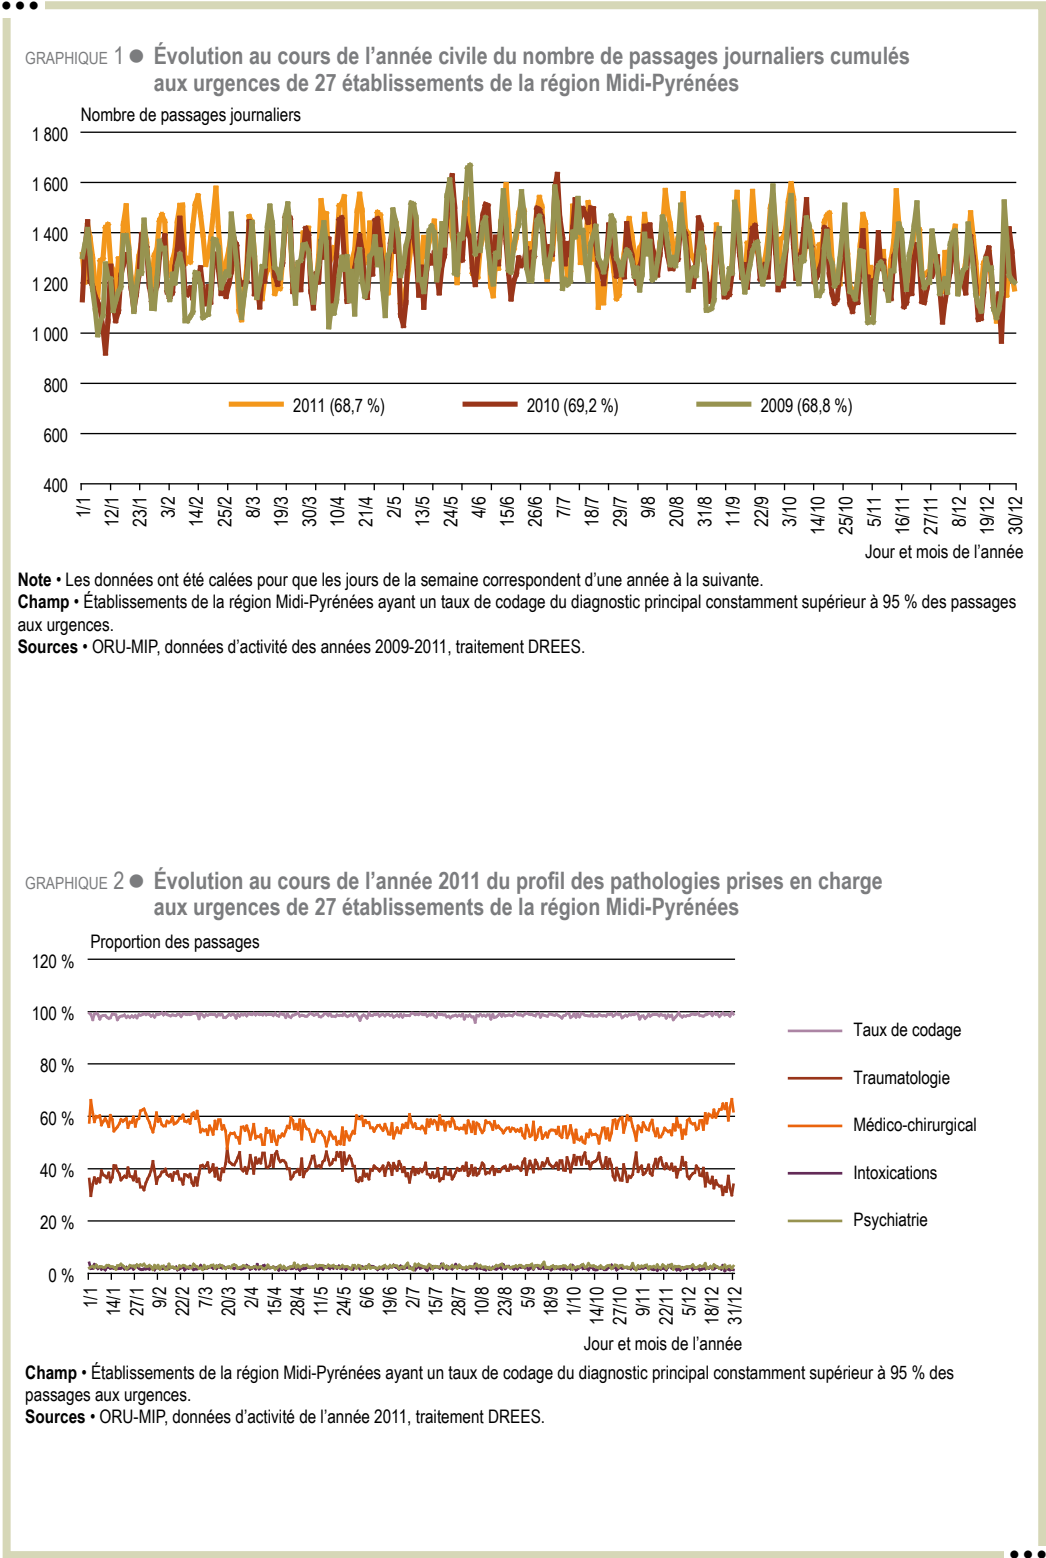 GRAPHIQUE 1 ● Évolution au cours de l'année civile du nombre de passages journaliers cumulés
aux urgences de 27 établissements de la région Midi-Pyrénées
Nombre de passages journaliers
1 800
1 600
1 400
1 200
1 000
800
2011 (68,7 %) 2010 (69,2 %) 2009 (68,8 %)
600
400
1/1 12/1 23/1 3/2 14/2 25/2 8/3 19/3 30/3 10/4 21/4 2/5 13/5 24/5 4/6 15/6 26/6 7/7 18/7 29/7 9/8 20/8 31/8 11/9 22/9 3/10 14/10 25/10 5/11 16/11 27/11 8/12 19/12 30/12
Jour et mois de l'année
Note • Les données ont été calées pour que les jours de la semaine correspondent d'une année à la suivante.
Champ • Établissements de la région Midi-Pyrénées ayant un taux de codage du diagnostic principal constamment supérieur à 95 % des passages
aux urgences.
Sources • ORU-MIP, données d'activité des années 2009-2011, traitement DREES.
GRAPHIQUE 2 ● Évolution au cours de l'année 2011 du profil des pathologies prises en charge
aux urgences de 27 établissements de la région Midi-Pyrénées
Proportion des passages
120 %
100 %
80 %
60 %
40 %
20 %
0 %
Taux de codage
Traumatologie
Médico-chirurgical
Intoxications
Psychiatrie
1/1 14/1 27/1 9/2 22/2 7/3 20/3 2/4 15/4 28/4 11/5 24/5 6/6 19/6 2/7 15/7 28/7 10/8 23/8 5/9 18/9 1/10 14/10 27/10 9/11 22/11 5/12 18/12 31/12
Jour et mois de l'année
Champ • Établissements de la région Midi-Pyrénées ayant un taux de codage du diagnostic principal constamment supérieur à 95 % des
passages aux urgences.
Sources • ORU-MIP, données d'activité de l'année 2011, traitement DREES.